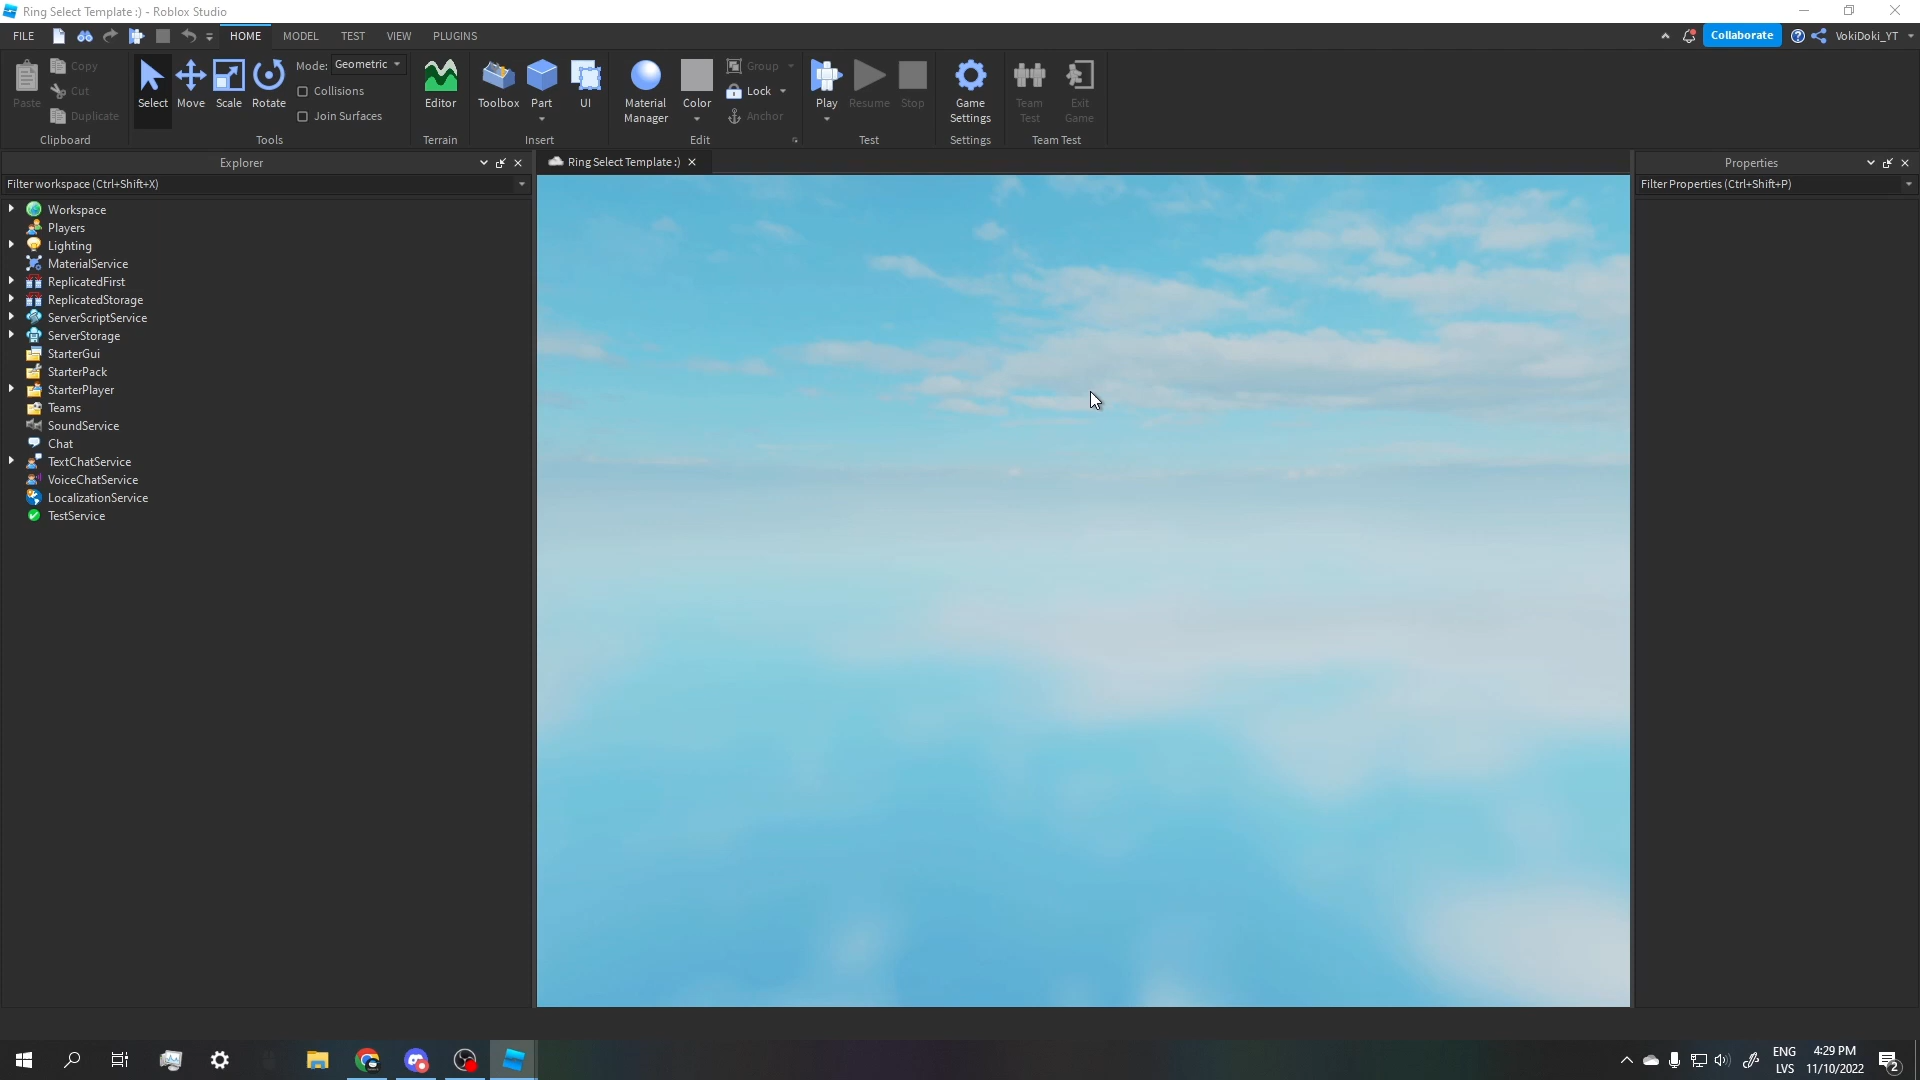 Ring Select Template :) - Roblox Studio
FILE HOME MODEL TEST VIEW PLUGINS Collaborate VokiDoki_YT
Paste
Copy
Cut
Duplicate
Clipboard
Select Move Scale Rotate
Mode: Geometric
Collisions
Join Surfaces
Tools
Editor
Terrain
Toolbox Part UI
Insert
Material
Manager
Color
Group
Lock
Anchor
Edit
Play Resume Stop
Test
Game
Settings
Settings
Team
Test
Exit
Game
Team Test
Explorer
Filter workspace (Ctrl+Shift+X)
Workspace
Players
Lighting
MaterialService
ReplicatedFirst
ReplicatedStorage
ServerScriptService
ServerStorage
StarterGui
StarterPack
StarterPlayer
Teams
SoundService
Chat
TextChatService
VoiceChatService
LocalizationService
TestService
Ring Select Template :)
Properties
Filter Properties (Ctrl+Shift+P)
ENG
LVS
4:29 PM
11/10/2022
2